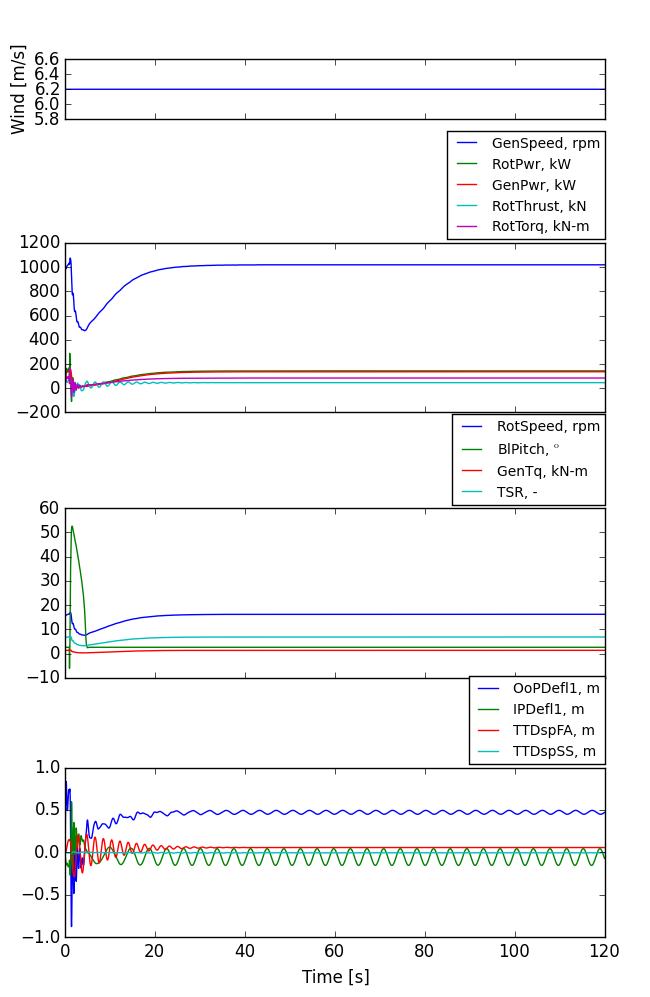 Wind [m/s]
6.6
6.4
6.2
6.0
5.8
GenSpeed, rpm
RotPwr, kW
GenPwr, kW
RotThrust, kN
RotTorq, kN-m
1200
1000
800
600
400
200
0
−200
RotSpeed, rpm
BlPitch, °
GenTq, kN-m
TSR, -
60
50
40
30
20
10
0
−10
OoPDefl1, m
IPDefl1, m
TTDspFA, m
TTDspSS, m
1.0
0.5
0.0
−0.5
−1.0
0 20 40 60 80 100 120
Time [s]